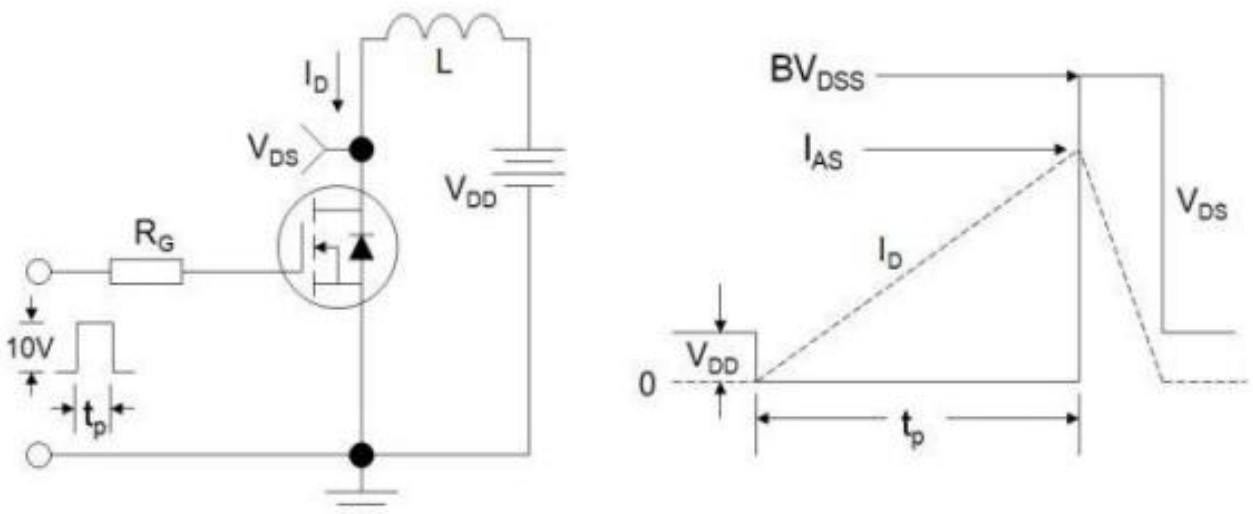 I_D
L
V_DS
V_DD
R_G
10V
t_p
BV_DSS
I_AS
V_DS
I_D
V_DD
0
t_p